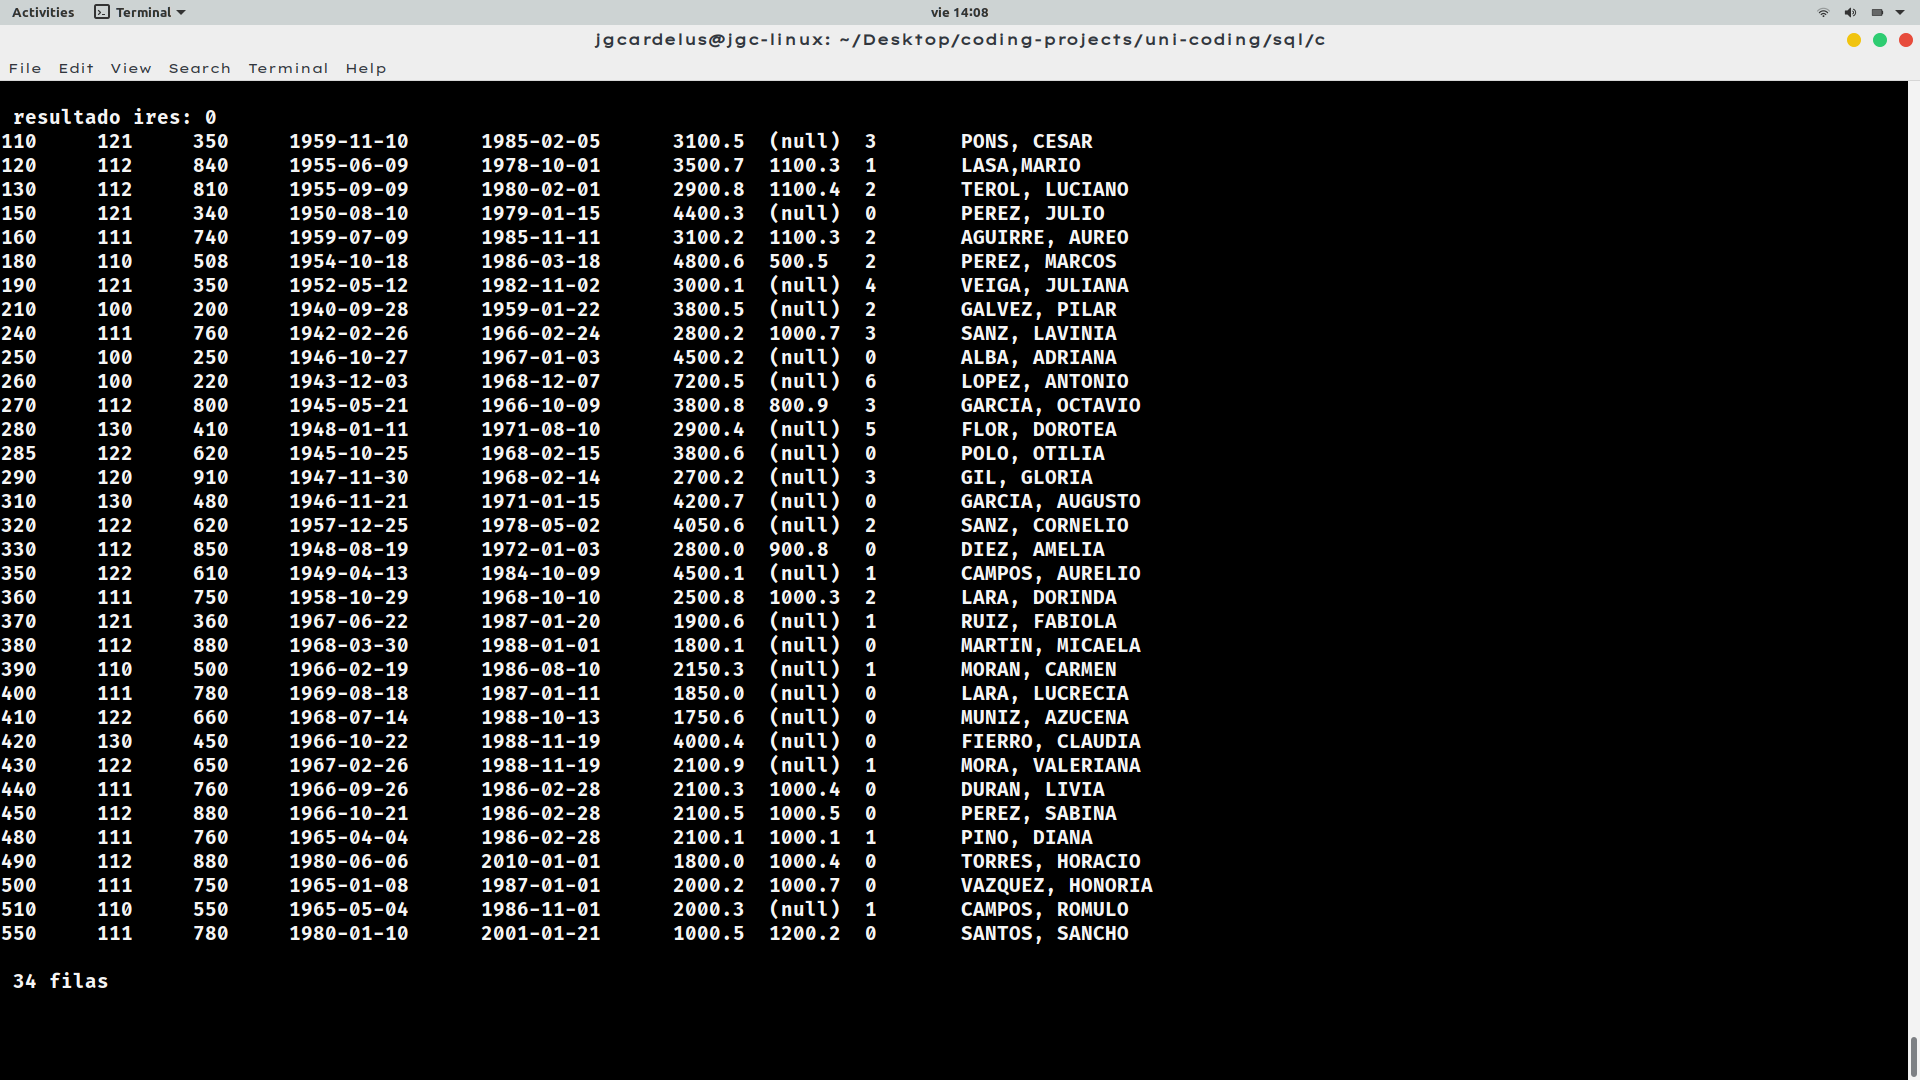 Activities Terminal vie 14:08
jgcardelus@jgc-linux: ~/Desktop/coding-projects/uni-coding/sql/c
File Edit View Search Terminal Help
resultado ires: 0
110 121 350 1959-11-10 1985-02-05 3100.5 (null) 3 PONS, CESAR
120 112 840 1955-06-09 1978-10-01 3500.7 1100.3 1 LASA,MARIO
130 112 810 1955-09-09 1980-02-01 2900.8 1100.4 2 TEROL, LUCIANO
150 121 340 1950-08-10 1979-01-15 4400.3 (null) 0 PEREZ, JULIO
160 111 740 1959-07-09 1985-11-11 3100.2 1100.3 2 AGUIRRE, AUREO
180 110 508 1954-10-18 1986-03-18 4800.6 500.5 2 PEREZ, MARCOS
190 121 350 1952-05-12 1982-11-02 3000.1 (null) 4 VEIGA, JULIANA
210 100 200 1940-09-28 1959-01-22 3800.5 (null) 2 GALVEZ, PILAR
240 111 760 1942-02-26 1966-02-24 2800.2 1000.7 3 SANZ, LAVINIA
250 100 250 1946-10-27 1967-01-03 4500.2 (null) 0 ALBA, ADRIANA
260 100 220 1943-12-03 1968-12-07 7200.5 (null) 6 LOPEZ, ANTONIO
270 112 800 1945-05-21 1966-10-09 3800.8 800.9 3 GARCIA, OCTAVIO
280 130 410 1948-01-11 1971-08-10 2900.4 (null) 5 FLOR, DOROTEA
285 122 620 1945-10-25 1968-02-15 3800.6 (null) 0 POLO, OTILIA
290 120 910 1947-11-30 1968-02-14 2700.2 (null) 3 GIL, GLORIA
310 130 480 1946-11-21 1971-01-15 4200.7 (null) 0 GARCIA, AUGUSTO
320 122 620 1957-12-25 1978-05-02 4050.6 (null) 2 SANZ, CORNELIO
330 112 850 1948-08-19 1972-01-03 2800.0 900.8 0 DIEZ, AMELIA
350 122 610 1949-04-13 1984-10-09 4500.1 (null) 1 CAMPOS, AURELIO
360 111 750 1958-10-29 1968-10-10 2500.8 1000.3 2 LARA, DORINDA
370 121 360 1967-06-22 1987-01-20 1900.6 (null) 1 RUIZ, FABIOLA
380 112 880 1968-03-30 1988-01-01 1800.1 (null) 0 MARTIN, MICAELA
390 110 500 1966-02-19 1986-08-10 2150.3 (null) 1 MORAN, CARMEN
400 111 780 1969-08-18 1987-01-11 1850.0 (null) 0 LARA, LUCRECIA
410 122 660 1968-07-14 1988-10-13 1750.6 (null) 0 MUNIZ, AZUCENA
420 130 450 1966-10-22 1988-11-19 4000.4 (null) 0 FIERRO, CLAUDIA
430 122 650 1967-02-26 1988-11-19 2100.9 (null) 1 MORA, VALERIANA
440 111 760 1966-09-26 1986-02-28 2100.3 1000.4 0 DURAN, LIVIA
450 112 880 1966-10-21 1986-02-28 2100.5 1000.5 0 PEREZ, SABINA
480 111 760 1965-04-04 1986-02-28 2100.1 1000.1 1 PINO, DIANA
490 112 880 1980-06-06 2010-01-01 1800.0 1000.4 0 TORRES, HORACIO
500 111 750 1965-01-08 1987-01-01 2000.2 1000.7 0 VAZQUEZ, HONORIA
510 110 550 1965-05-04 1986-11-01 2000.3 (null) 1 CAMPOS, ROMULO
550 111 780 1980-01-10 2001-01-21 1000.5 1200.2 0 SANTOS, SANCHO
34 filas